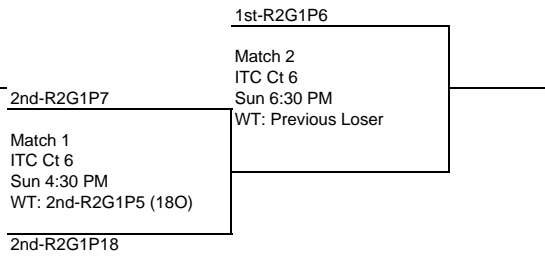 1st-R2G1P6
Match 2
ITC Ct 6
Sun 6:30 PM
WT: Previous Loser
2nd-R2G1P7
Match 1
ITC Ct 6
Sun 4:30 PM
WT: 2nd-R2G1P5 (18O)
2nd-R2G1P18